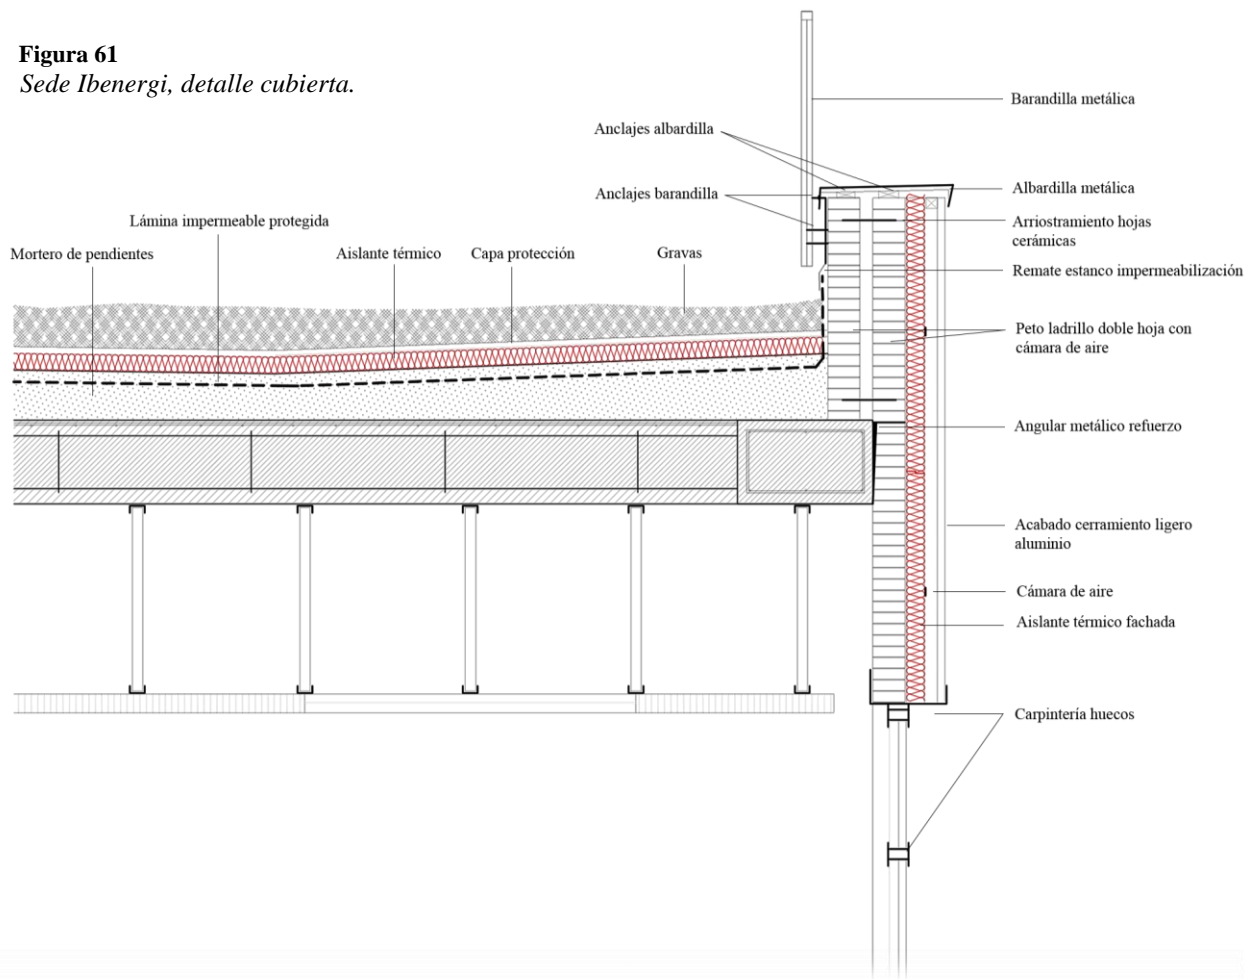 Figura 61
Sede Ibenergi, detalle cubierta.
Barandilla metálica
Anclajes albardilla
Anclajes barandilla
Albardilla metálica
Lámina impermeable protegida
Arriostramiento hojas
cerámicas
Mortero de pendientes
Aislante térmico
Capa protección
Gravas
Remate estanco impermeabilización
Peto ladrillo doble hoja con
cámara de aire
Angular metálico refuerzo
Acabado cerramiento ligero
aluminio
Cámara de aire
Aislante térmico fachada
Carpintería huecos